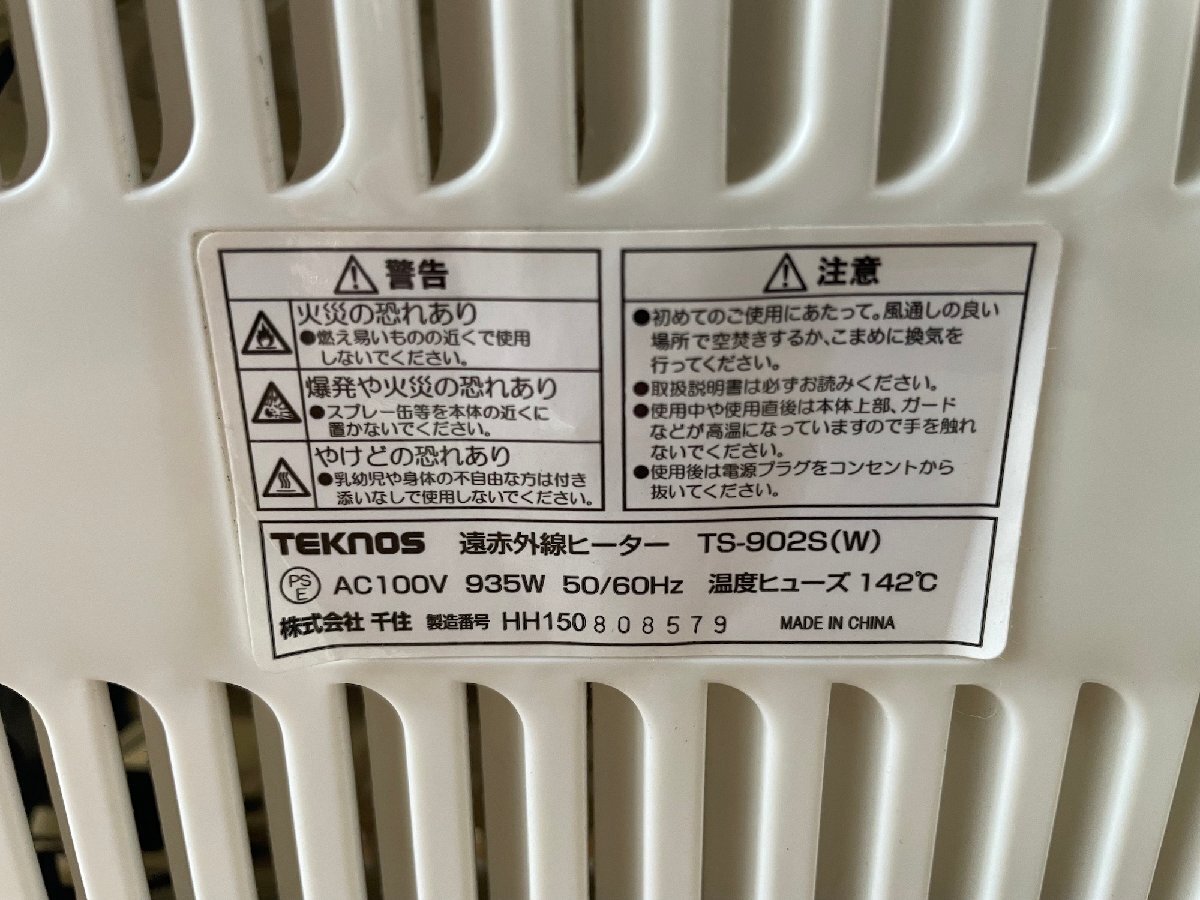 警告
火災の恐れあり
●燃え易いものの近くで使用
しないでください。
爆発や火災の恐れあり
●スプレー缶等を本体の近くに
置かないでください。
やけどの恐れあり
●乳幼児や身体の不自由な方は付き
添いなしで使用しないでください。
注意
●初めてのご使用にあたって。風通しの良い
場所で空焚きするか、こまめに換気を
行ってください。
●取扱説明書は必ずお読みください。
●使用中や使用直後は本体上部、ガード
などが高温になっていますので手を触れ
ないでください。
●使用後は電源プラグをコンセントから
抜いてください。
TEKNOS 遠赤外線ヒーター TS-902S(W)
PSE AC100V 935W 50/60Hz 温度ヒューズ 142℃
株式会社 千住 製造番号 HH150808579 MADE IN CHINA